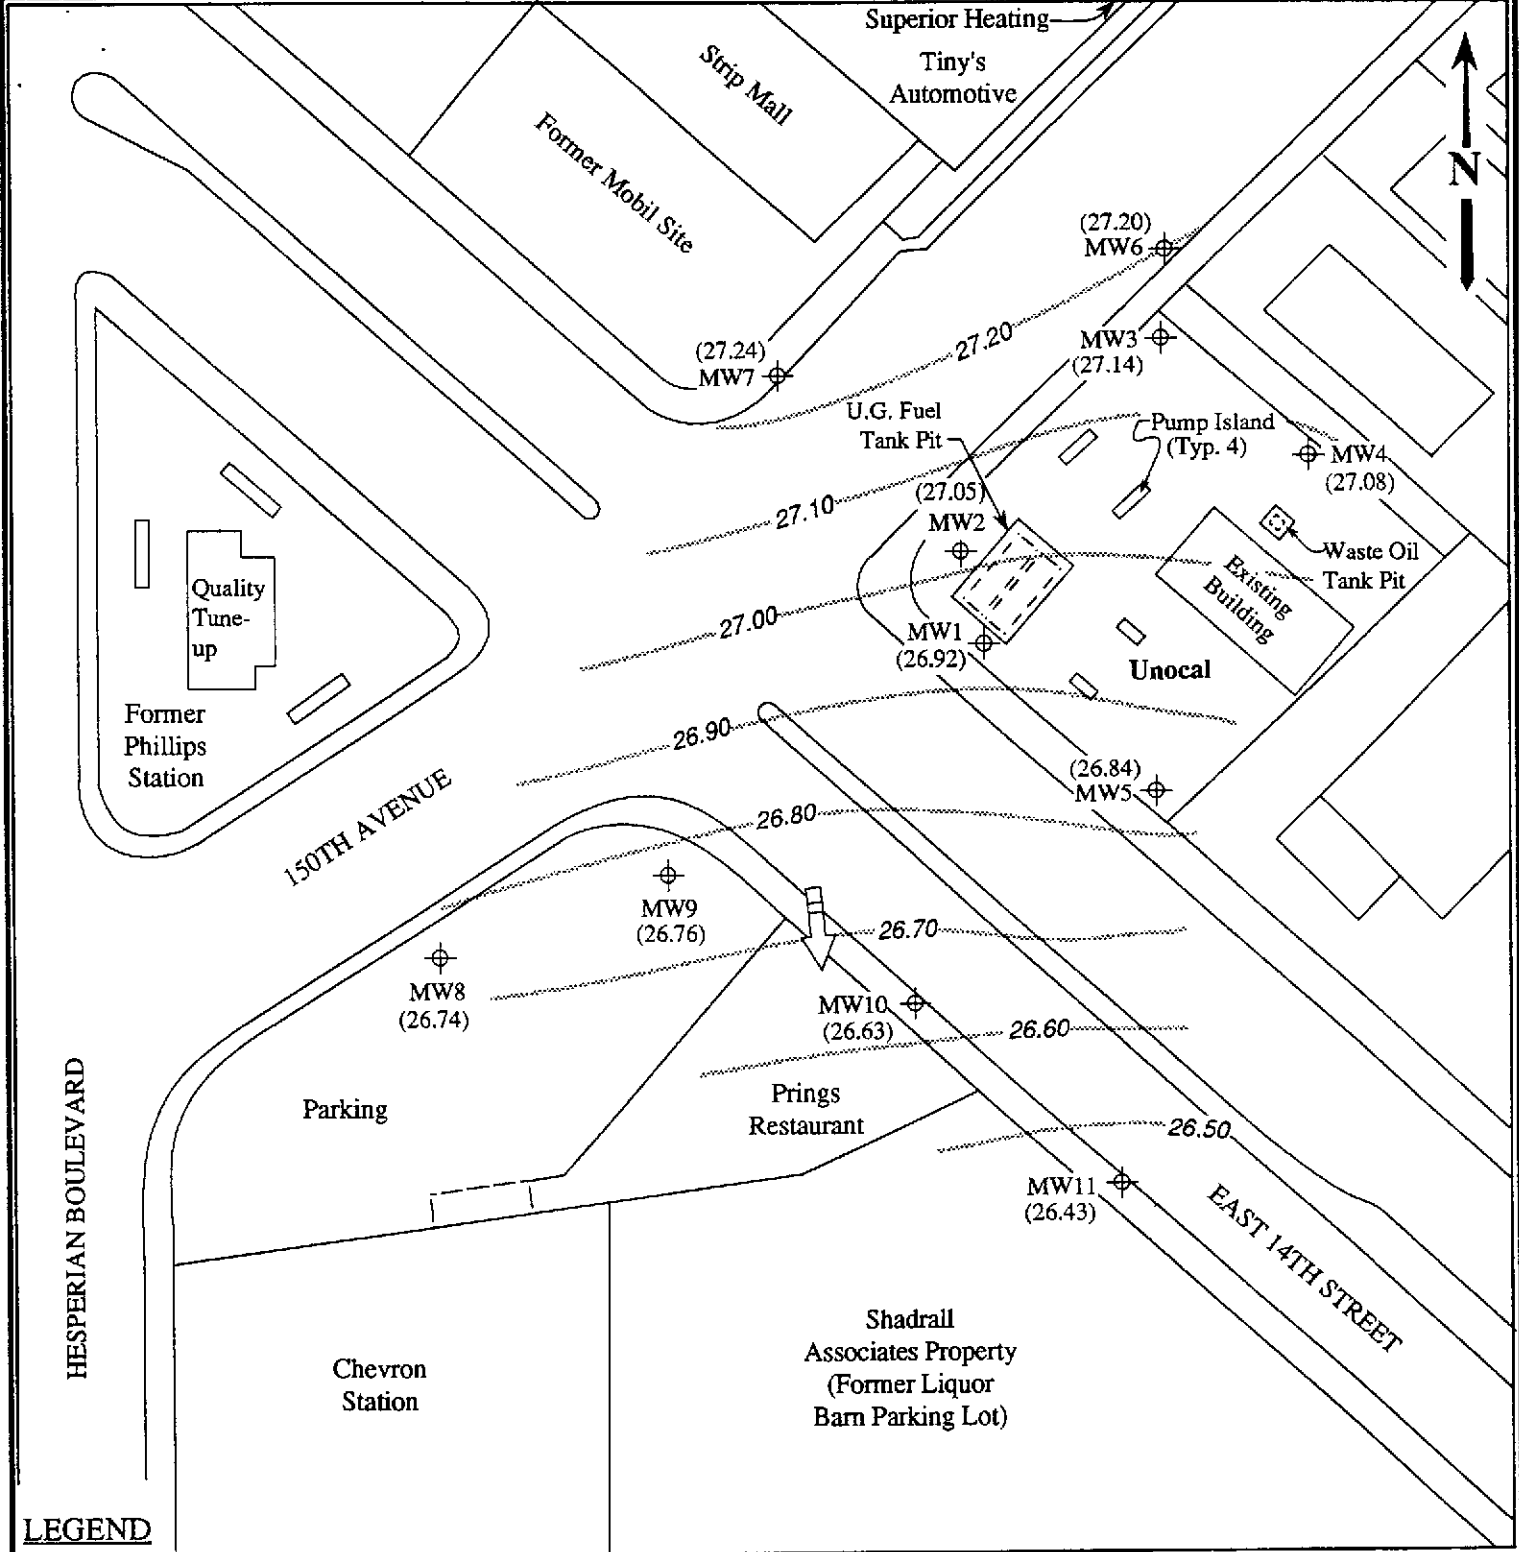 Superior Heating
Tiny's
Automotive
Strip Mall
Former Mobil Site
N
(27.20)
MW6
27.20
MW3
(27.14)
(27.24)
MW7
U.G. Fuel
Tank Pit
Pump Island
(Typ. 4)
MW4
(27.08)
27.10
(27.05)
MW2
Waste Oil
Tank Pit
Existing
Building
Quality
Tune-
up
27.00
MW1
(26.92)
Unocal
Former
Phillips
Station
26.90
(26.84)
MW5
150TH AVENUE
26.80
MW9
(26.76)
26.70
MW8
(26.74)
MW10
(26.63)
26.60
Prings
Restaurant
Parking
26.50
HESPERIAN BOULEVARD
MW11
(26.43)
EAST 14TH STREET
Shadrall
Associates Property
(Former Liquor
Barn Parking Lot)
Chevron
Station
LEGEND